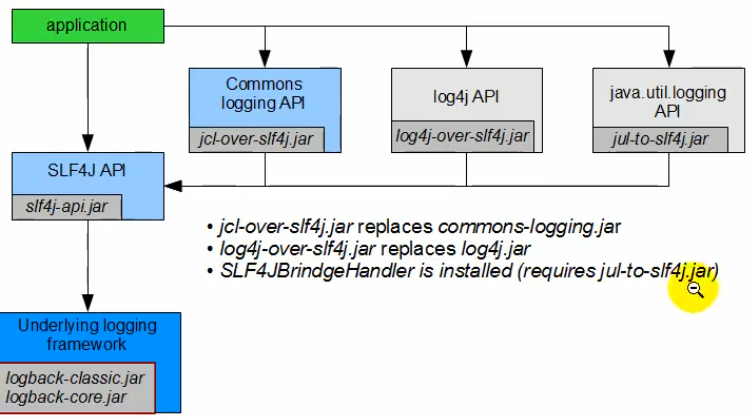 application
Commons
logging API
jcl-over-slf4j.jar
log4j API
log4j-over-slf4j.jar
java.util.logging
API
jul-to-slf4j.jar
SLF4J API
slf4j-api.jar
• jcl-over-slf4j.jar replaces commons-logging.jar
• log4j-over-slf4j.jar replaces log4j.jar
• SLF4JBrindgeHandler is installed (requires jul-to-slf4j.jar)
Underlying logging
framework
logback-classic.jar
logback-core.jar